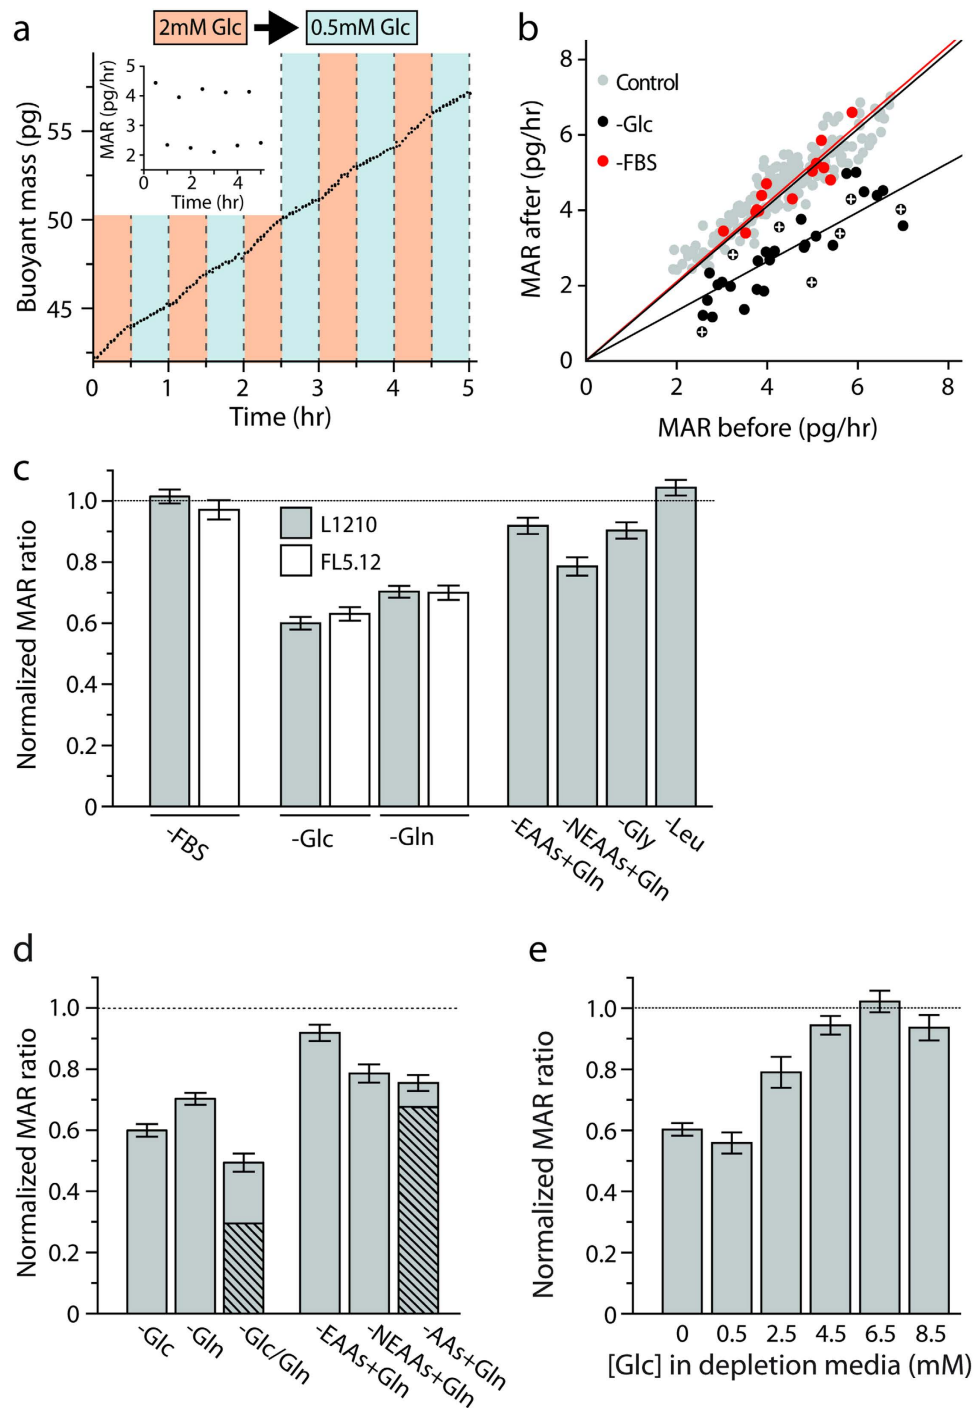 a
2mM Glc
0.5mM Glc
Buoyant mass (pg)
55
50
45
MAR (pg/hr)
5
4
3
2
0 2 4
Time (hr)
0 1 2 3 4 5
Time (hr)
b
MAR after (pg/hr)
8
6
4
2
0
Control
-Glc
-FBS
0 2 4 6 8
MAR before (pg/hr)
c
Normalized MAR ratio
1.0
0.8
0.6
0.4
0.2
0
L1210
FL5.12
-FBS
-Glc
-Gln
-EAAs+Gln
-NEAAs+Gln
-Gly
-Leu
d
Normalized MAR ratio
1.0
0.8
0.6
0.4
0.2
0
-Glc
-Gln
-Glc/Gln
-EAAs+Gln
-NEAAs+Gln
-AAs+Gln
e
Normalized MAR ratio
1.0
0.8
0.6
0.4
0.2
0
0 0.5 2.5 4.5 6.5 8.5
[Glc] in depletion media (mM)